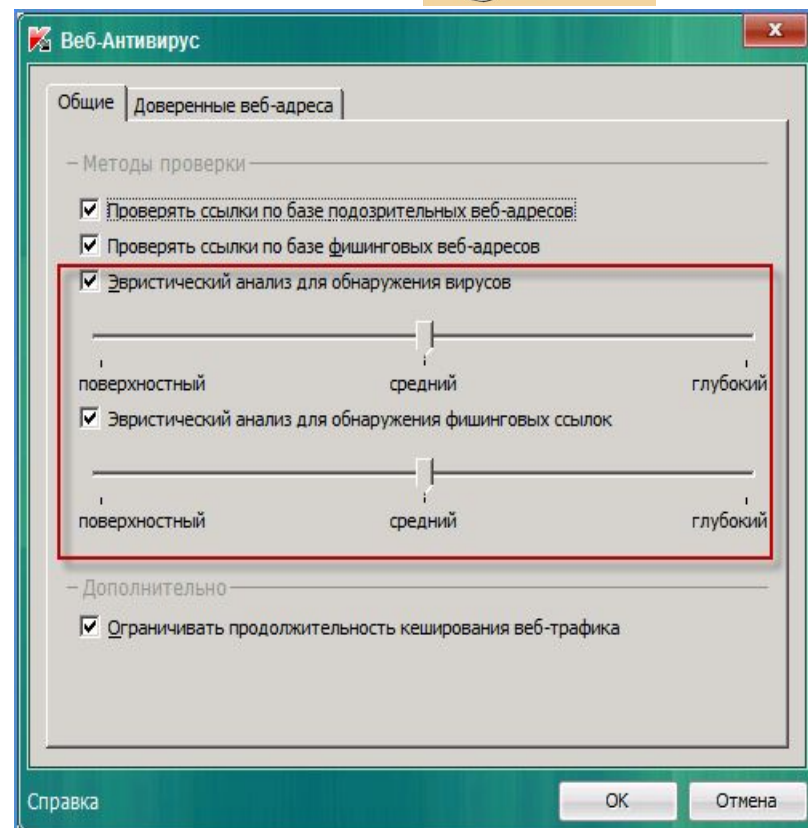 Веб-Антивирус
Общие Доверенные веб-адреса
Методы проверки
Проверять ссылки по базе подозрительных веб-адресов
Проверять ссылки по базе фишинговых веб-адресов
Эвристический анализ для обнаружения вирусов
поверхностный средний глубокий
Эвристический анализ для обнаружения фишинговых ссылок
поверхностный средний глубокий
Дополнительно
Ограничивать продолжительность кеширования веб-трафика
Справка OK Отмена